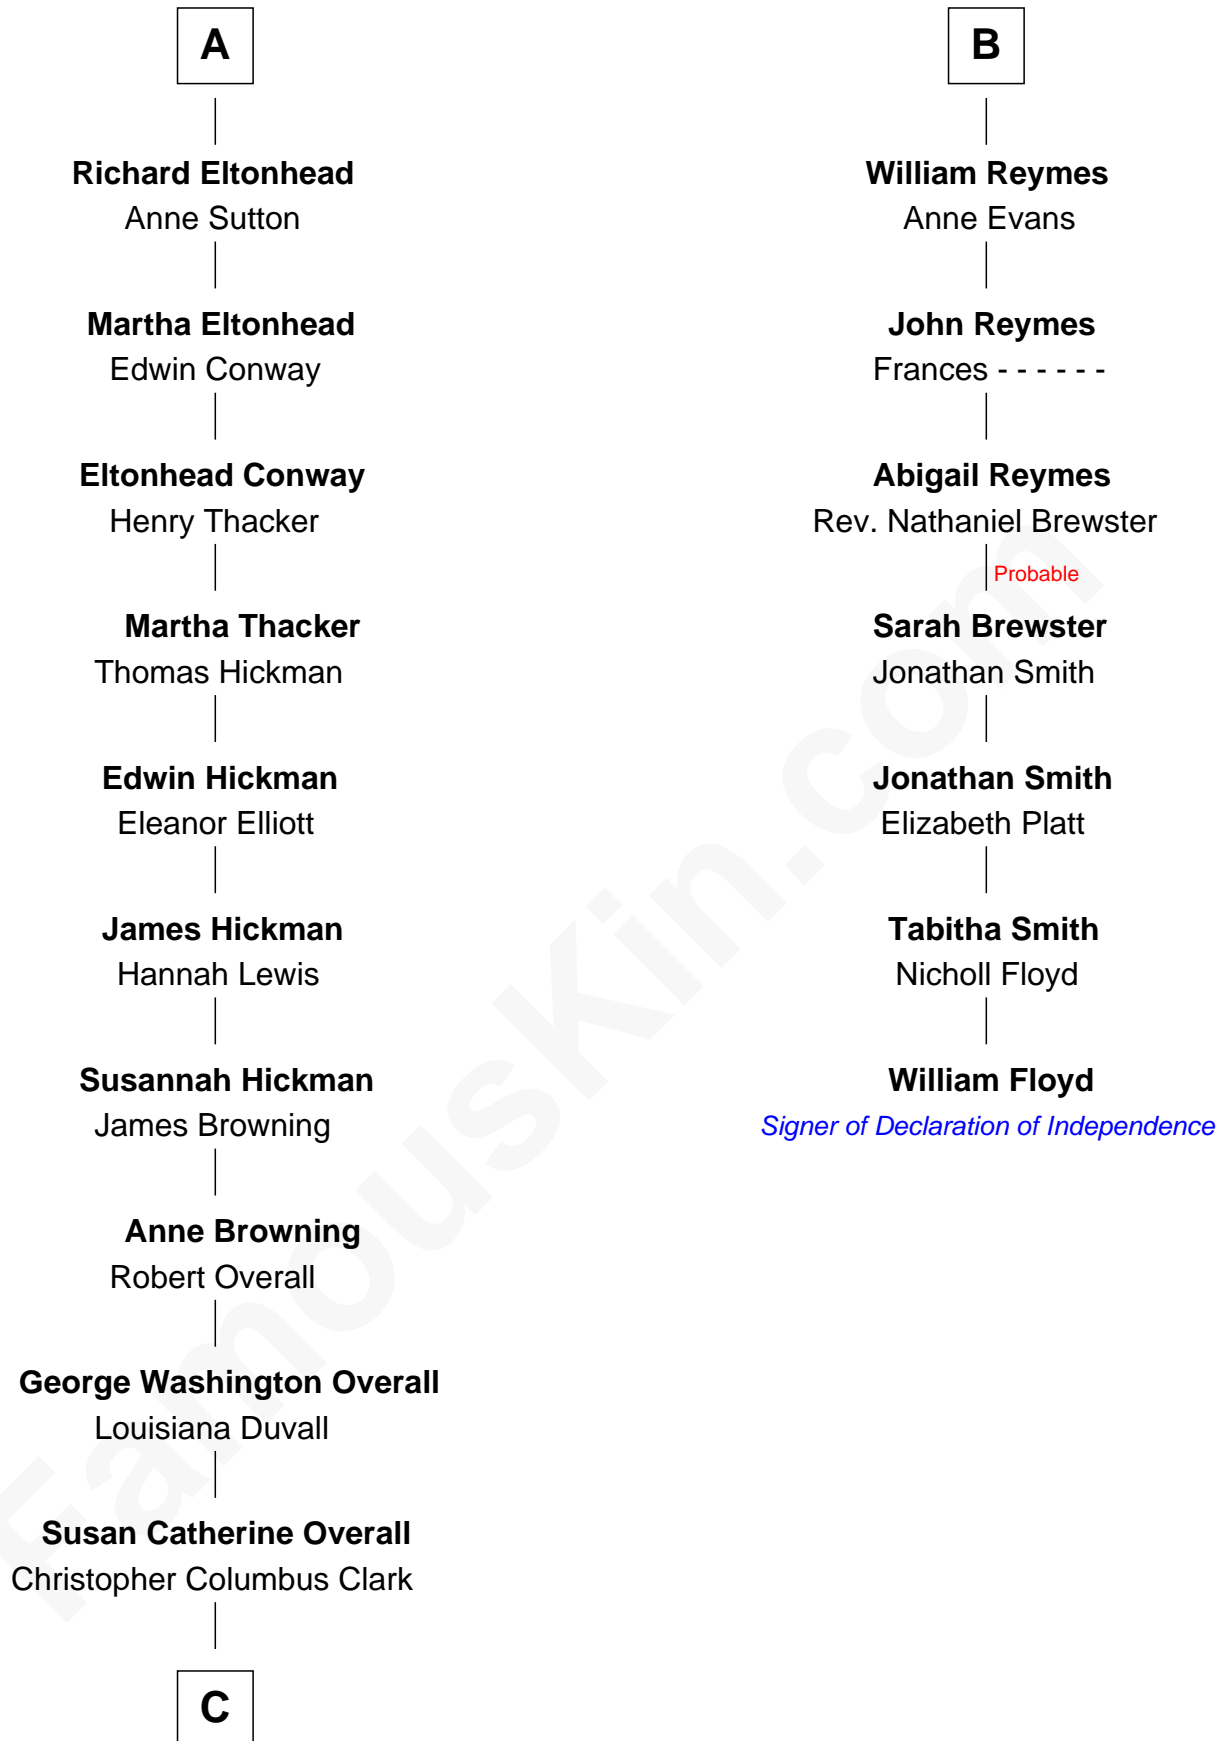 A
Richard Eltonhead
Anne Sutton
Martha Eltonhead
Edwin Conway
Eltonhead Conway
Henry Thacker
Martha Thacker
Thomas Hickman
Edwin Hickman
Eleanor Elliott
James Hickman
Hannah Lewis
Susannah Hickman
James Browning
Anne Browning
Robert Overall
George Washington Overall
Louisiana Duvall
Susan Catherine Overall
Christopher Columbus Clark
C
B
William Reymes
Anne Evans
John Reymes
Frances - - - - - -
Abigail Reymes
Rev. Nathaniel Brewster
Probable
Sarah Brewster
Jonathan Smith
Jonathan Smith
Elizabeth Platt
Tabitha Smith
Nicholl Floyd
William Floyd
Signer of Declaration of Independence
FamousKin.com